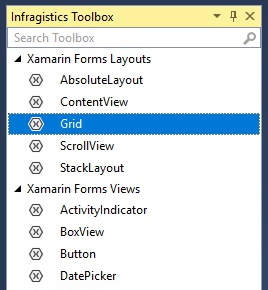 Infragistics Toolbox
Search Toolbox
Xamarin Forms Layouts
AbsoluteLayout
ContentView
Grid
ScrollView
StackLayout
Xamarin Forms Views
ActivityIndicator
BoxView
Button
DatePicker